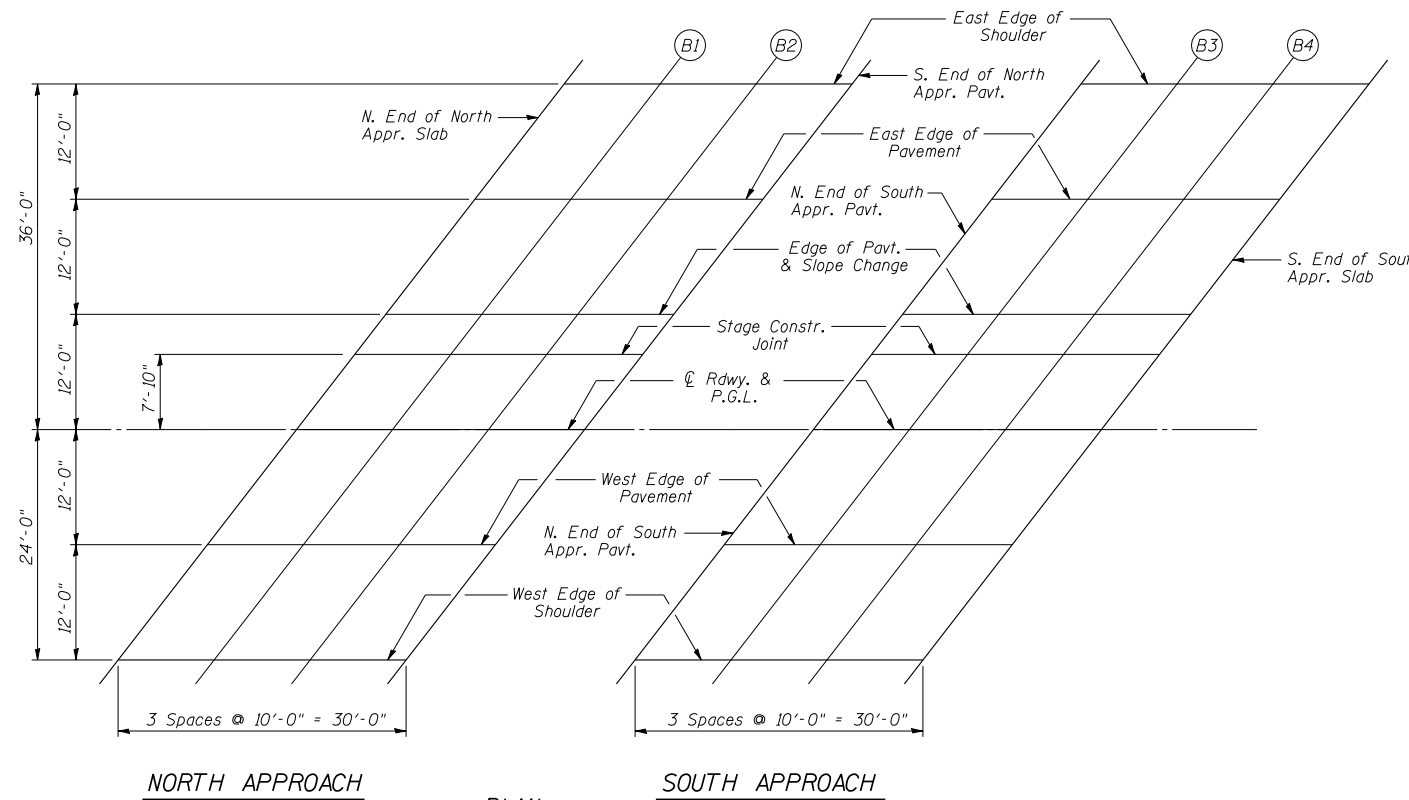 East Edge of
Shoulder
B1
B2
B3
B4
S. End of North
Appr. Pavt.
N. End of North
Appr. Slab
12'-0"
East Edge of
Pavement
36'-0"
N. End of South
Appr. Pavt.
12'-0"
Edge of Pavt.
& Slope Change
S. End of
Appr. Slab
Stage Constr.
Joint
12'-0"
7'-10"
℄ Rdwy. &
P.G.L.
12'-0"
West Edge of
Pavement
24'-0"
N. End of South
Appr. Pavt.
12'-0"
West Edge of
Shoulder
3 Spaces @ 10'-0" = 30'-0"
3 Spaces @ 10'-0" = 30'-0"
NORTH APPROACH
SOUTH APPROACH